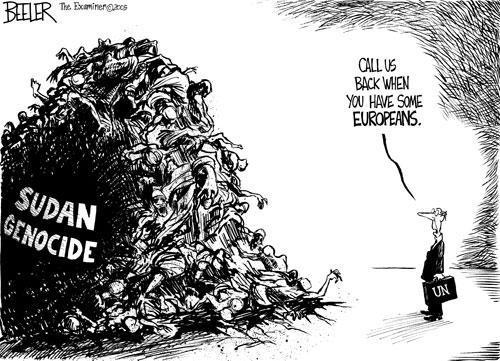 BEELER The Examiner©2005
CALL US
BACK WHEN
YOU HAVE SOME
EUROPEANS.
SUDAN
GENOCIDE
UN